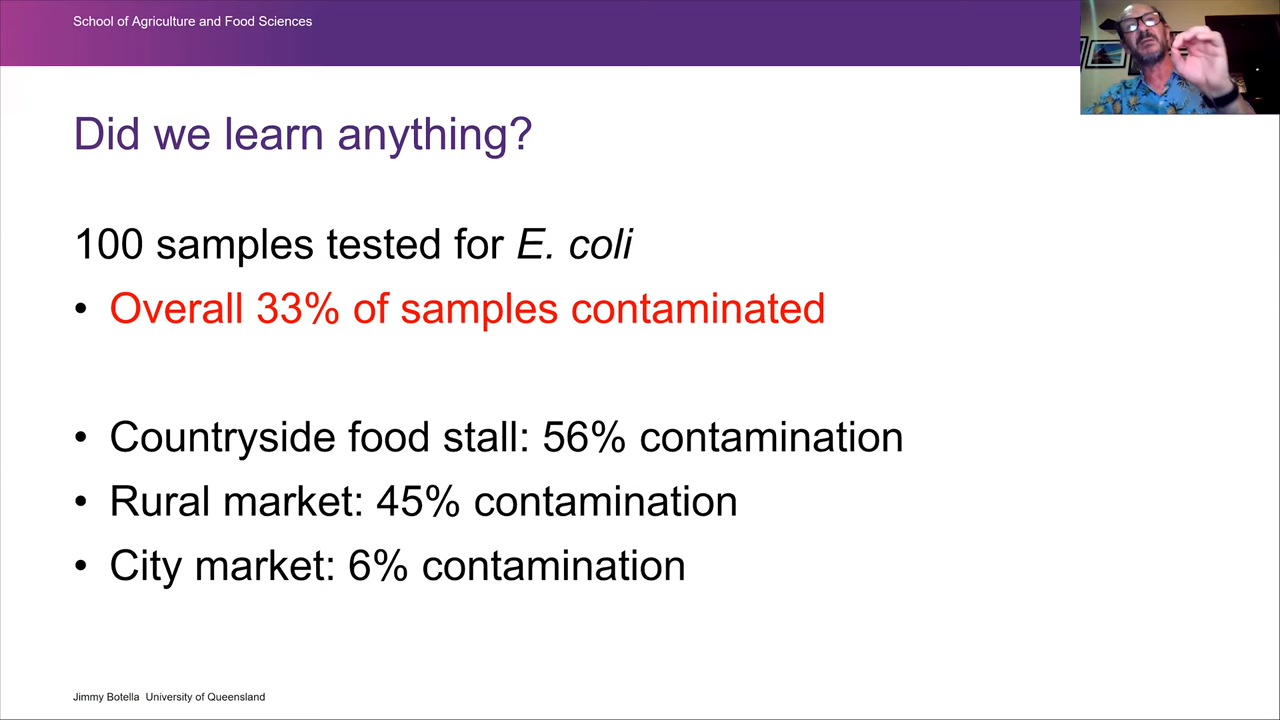 School of Agriculture and Food Sciences
Did we learn anything?
100 samples tested for E. coli
• Overall 33% of samples contaminated
• Countryside food stall: 56% contamination
• Rural market: 45% contamination
• City market: 6% contamination
Jimmy Botella University of Queensland